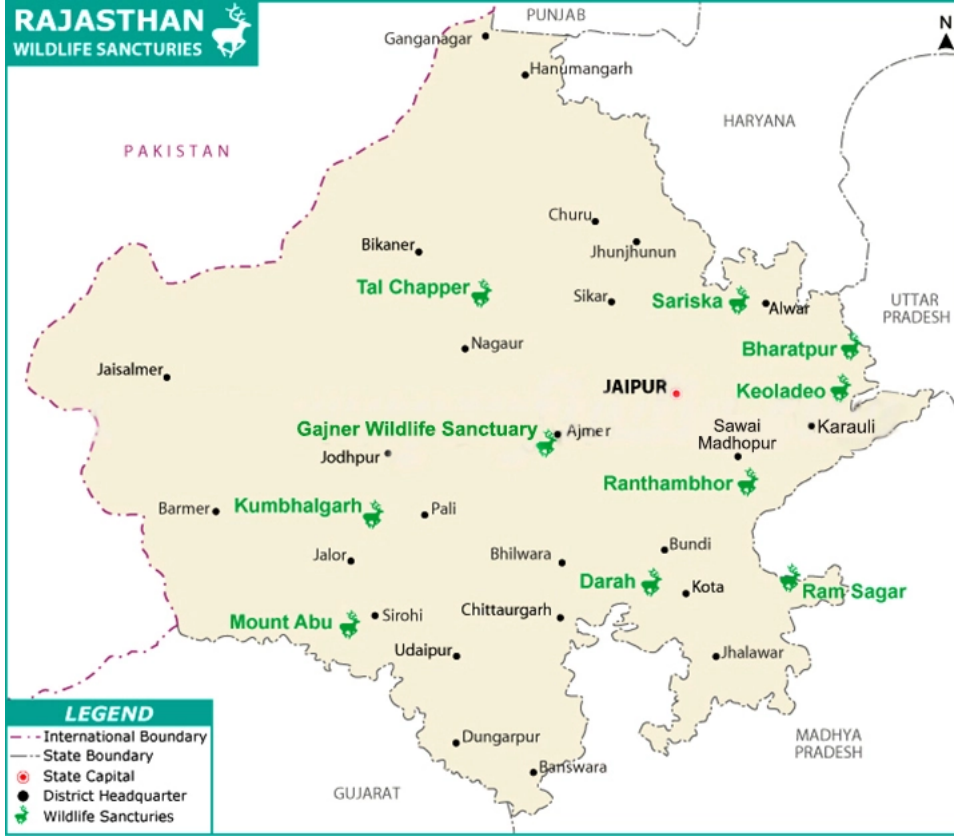 RAJASTHAN
WILDLIFE SANCTURIES
PUNJAB
N
Ganganagar
Hanumangarh
HARYANA
PAKISTAN
Churu
Bikaner
Jhunjhunun
Tal Chapper
Sikar
Sariska
Alwar
UTTAR
PRADESH
Nagaur
Bharatpur
Jaisalmer
JAIPUR
Keoladeo
Gajner Wildlife Sanctuary
Ajmer
Sawai
Madhopur
Karauli
Jodhpur
Ranthambhor
Barmer
Kumbhalgarh
Pali
Jalor
Bhilwara
Bundi
Darah
Kota
Ram Sagar
Mount Abu
Sirohi
Chittaurgarh
Udaipur
Jhalawar
LEGEND
International Boundary
State Boundary
State Capital
District Headquarter
Wildlife Sancturies
Dungarpur
Banswara
MADHYA
PRADESH
GUJARAT